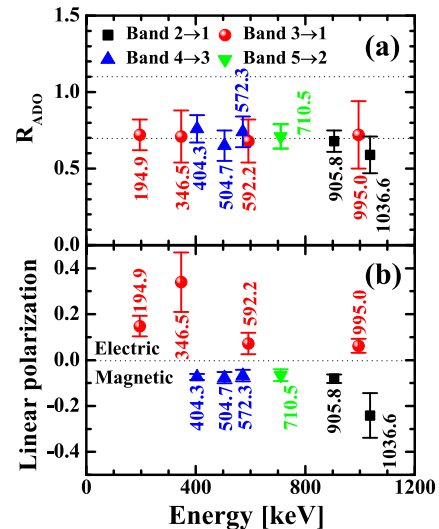 Band 2→1 Band 3→1
Band 4→3 Band 5→2
(a)
R_ADO
1.5
1.0
0.5
0.0
194.9
346.5
404.3
504.7
572.3
592.2
710.5
905.8
995.0
1036.6
(b)
Linear polarization
0.4
0.2
0.0
-0.2
-0.4
194.9
346.5
592.2
995.0
Electric
Magnetic
404.3
504.7
572.3
710.5
905.8
1036.6
0 400 800 1200
Energy [keV]